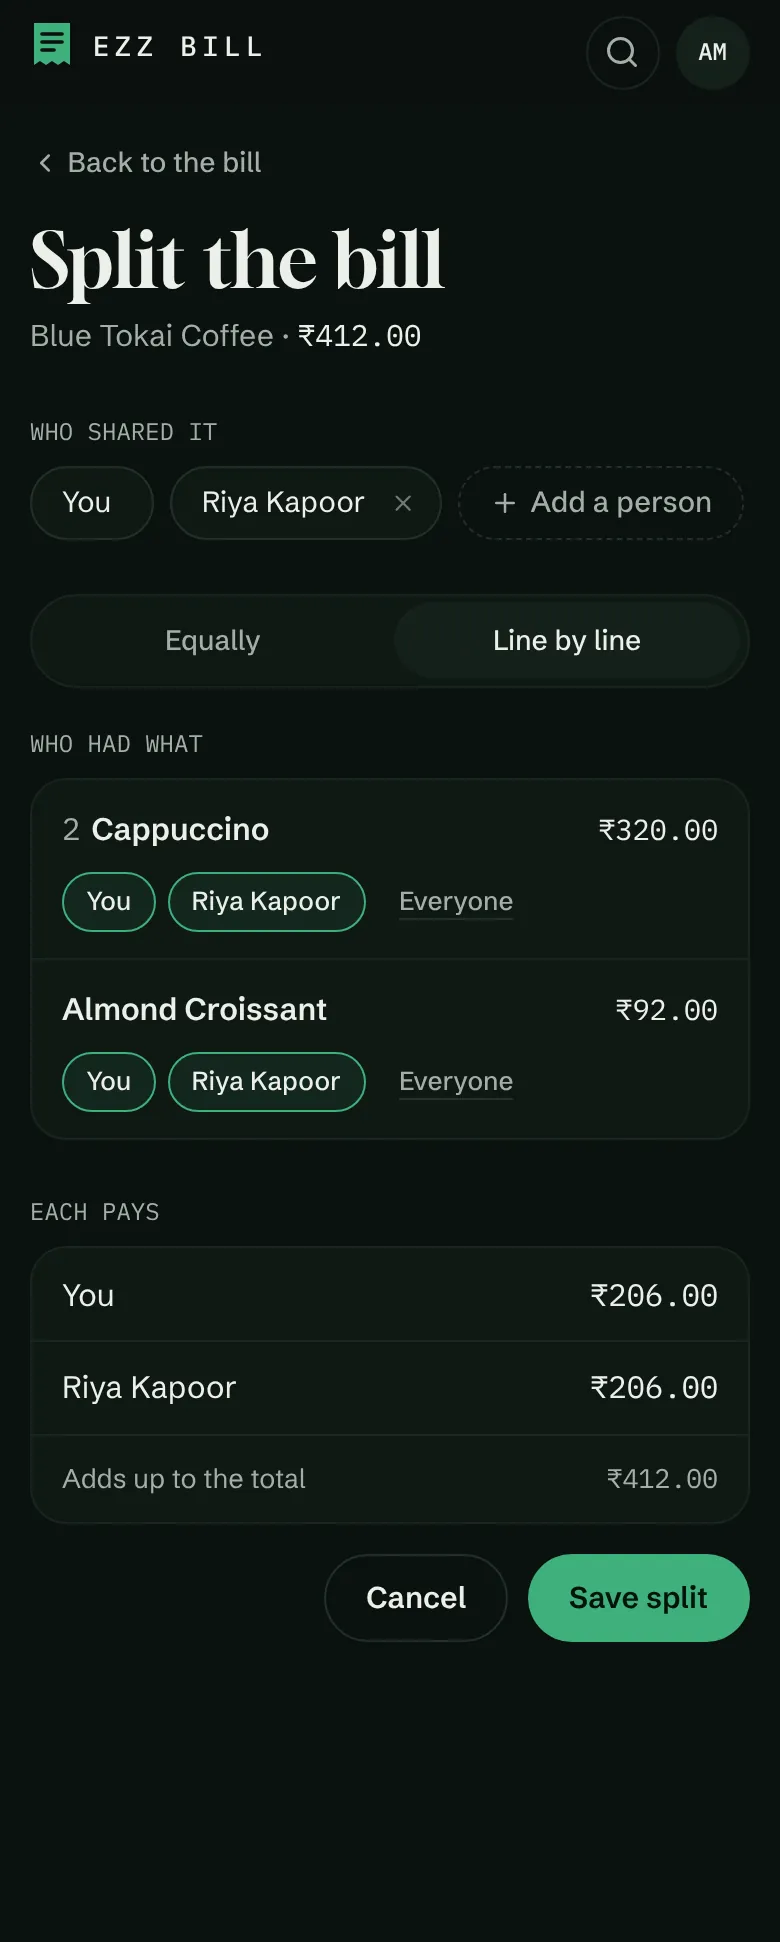 EZZ BILL
AM
Back to the bill
Split the bill
Blue Tokai Coffee · ₹412.00
WHO SHARED IT
You
Riya Kapoor ×
+ Add a person
Equally
Line by line
WHO HAD WHAT
2 Cappuccino ₹320.00
You Riya Kapoor Everyone
Almond Croissant ₹92.00
You Riya Kapoor Everyone
EACH PAYS
You ₹206.00
Riya Kapoor ₹206.00
Adds up to the total ₹412.00
Cancel Save split